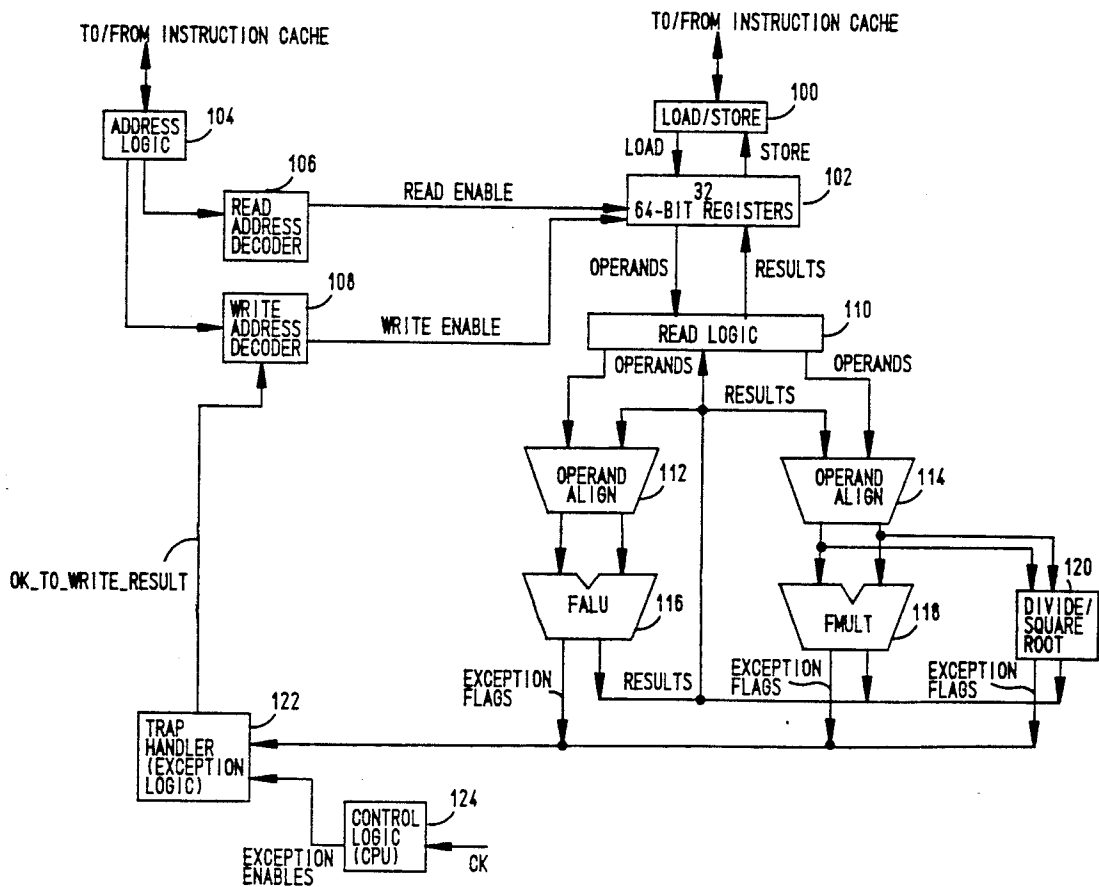 TO/FROM INSTRUCTION CACHE
TO/FROM INSTRUCTION CACHE
104
ADDRESS
LOGIC
100
LOAD/STORE
LOAD
STORE
106
READ
ADDRESS
DECODER
READ ENABLE
32
64-BIT REGISTERS
102
OPERANDS
RESULTS
108
WRITE
ADDRESS
DECODER
WRITE ENABLE
110
READ LOGIC
OPERANDS
OPERANDS
RESULTS
OPERAND
ALIGN
112
OPERAND
ALIGN
114
OK_TO_WRITE_RESULT
FALU
116
FMULT
118
120
DIVIDE/
SQUARE
ROOT
EXCEPTION
FLAGS
RESULTS
EXCEPTION
FLAGS
EXCEPTION
FLAGS
122
TRAP
HANDLER
(EXCEPTION
LOGIC)
124
CONTROL
LOGIC
(CPU)
CK
EXCEPTION
ENABLES